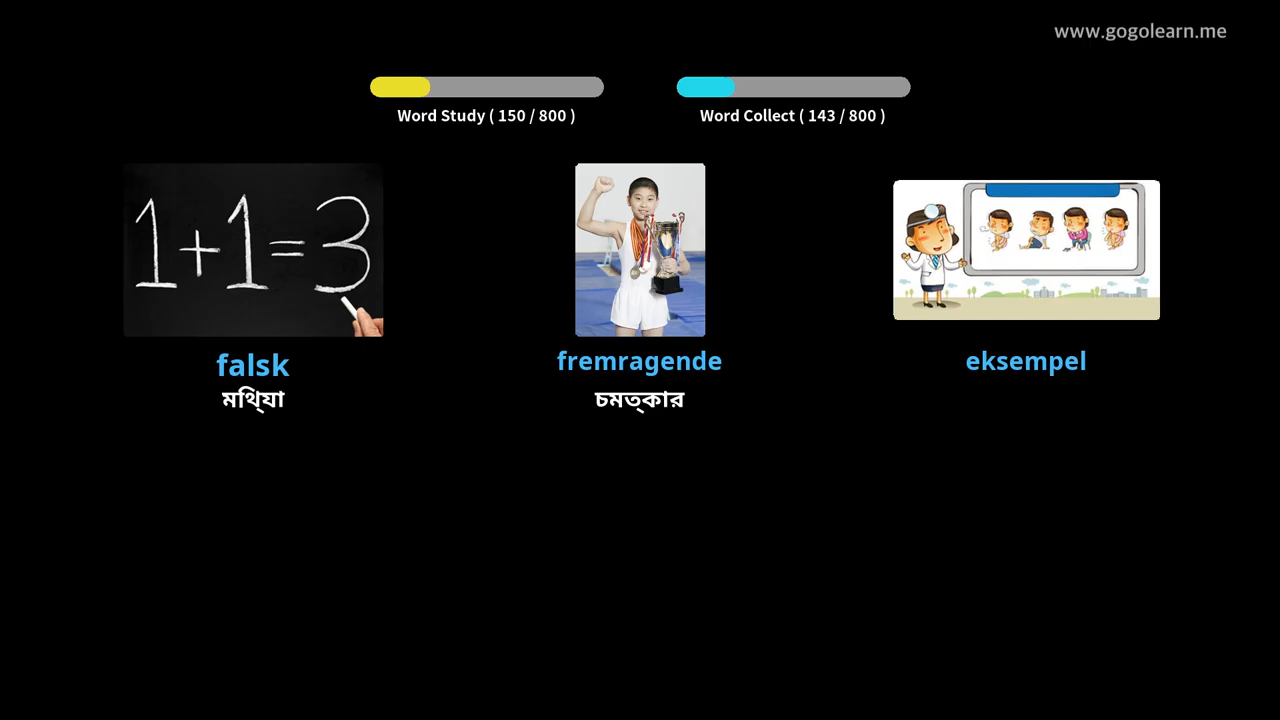 www.gogolearn.me
Word Study ( 150 / 800 )
Word Collect ( 143 / 800 )
1+1=3
falsk
fremragende
eksempel
মিথ্যা
চমত্কার